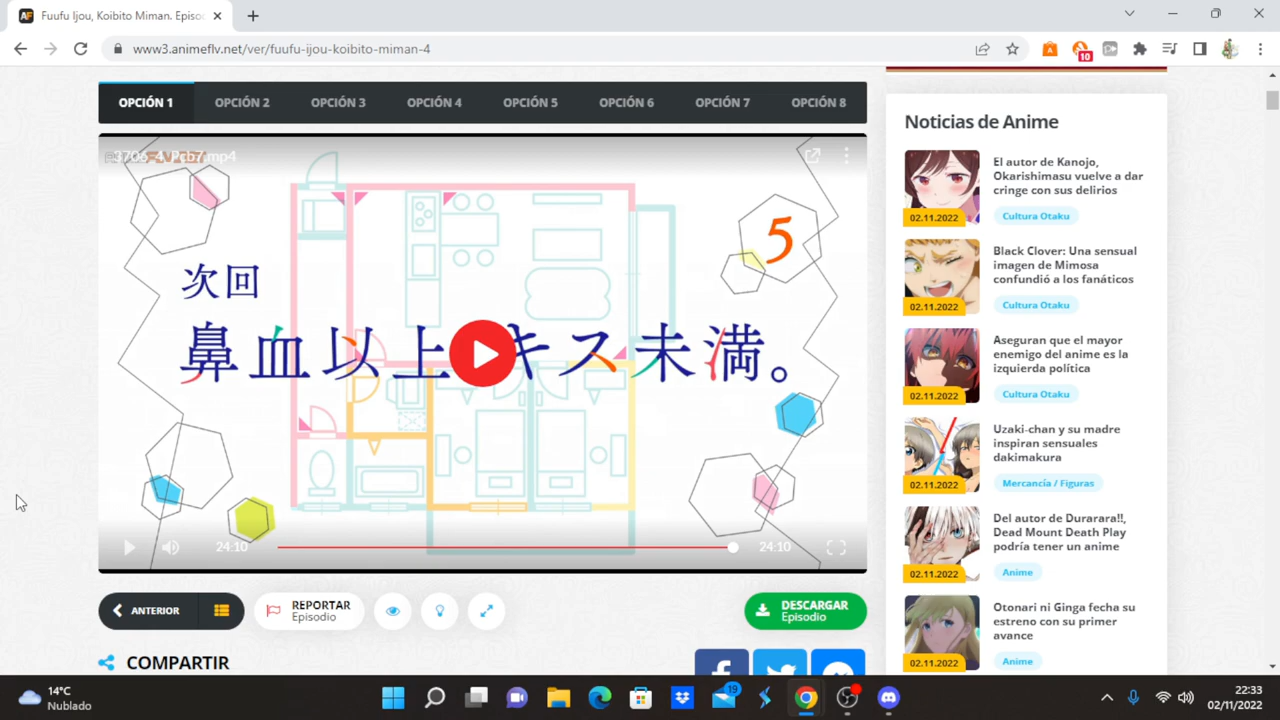 Fuufu Ijou, Koibito Miman. Episo
www3.animeflv.net/ver/fuufu-ijou-koibito-miman-4
10
OPCIÓN 1
OPCIÓN 2
OPCIÓN 3
OPCIÓN 4
OPCIÓN 5
OPCIÓN 6
OPCIÓN 7
OPCIÓN 8
3706_4_Pcb7.mp4
5
次回
鼻血以上キス未満。
24:10
24:10
ANTERIOR
REPORTAR
Episodio
DESCARGAR
Episodio
COMPARTIR
Noticias de Anime
El autor de Kanojo,
Okarishimasu vuelve a dar
cringe con sus delirios
02.11.2022
Cultura Otaku
Black Clover: Una sensual
imagen de Mimosa
confundió a los fanáticos
02.11.2022
Cultura Otaku
Aseguran que el mayor
enemigo del anime es la
izquierda política
02.11.2022
Cultura Otaku
Uzaki-chan y su madre
inspiran sensuales
dakimakura
02.11.2022
Mercancía / Figuras
Del autor de Durarara!!,
Dead Mount Death Play
podría tener un anime
02.11.2022
Anime
Otonari ni Ginga fecha su
estreno con su primer
avance
02.11.2022
Anime
14°C
Nublado
19
22:33
02/11/2022